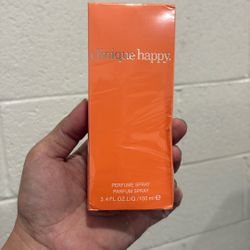 clinique happy.
PERFUME SPRAY
PARFUM SPRAY
3.4 FL.OZ.LIQ./100 ml ℮